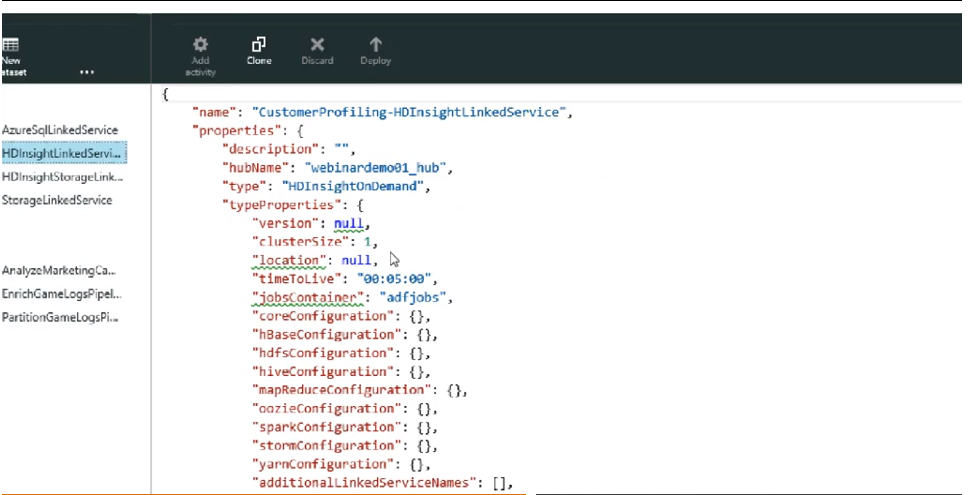 New
ataset
...
Add
activity
Clone
Discard
Deploy
AzureSqlLinkedService
HDInsightLinkedServi...
HDInsightStorageLink...
StorageLinkedService
AnalyzeMarketingCa...
EnrichGameLogsPipel...
PartitionGameLogsPi...
{
"name": "CustomerProfiling-HDInsightLinkedService",
"properties": {
"description": "",
"hubName": "webinardemo01_hub",
"type": "HDInsightOnDemand",
"typeProperties": {
"version": null,
"clusterSize": 1,
"location": null,
"timeToLive": "00:05:00",
"jobsContainer": "adfjobs",
"coreConfiguration": {},
"hBaseConfiguration": {},
"hdfsConfiguration": {},
"hiveConfiguration": {},
"mapReduceConfiguration": {},
"oozieConfiguration": {},
"sparkConfiguration": {},
"stormConfiguration": {},
"yarnConfiguration": {},
"additionalLinkedServiceNames": [],